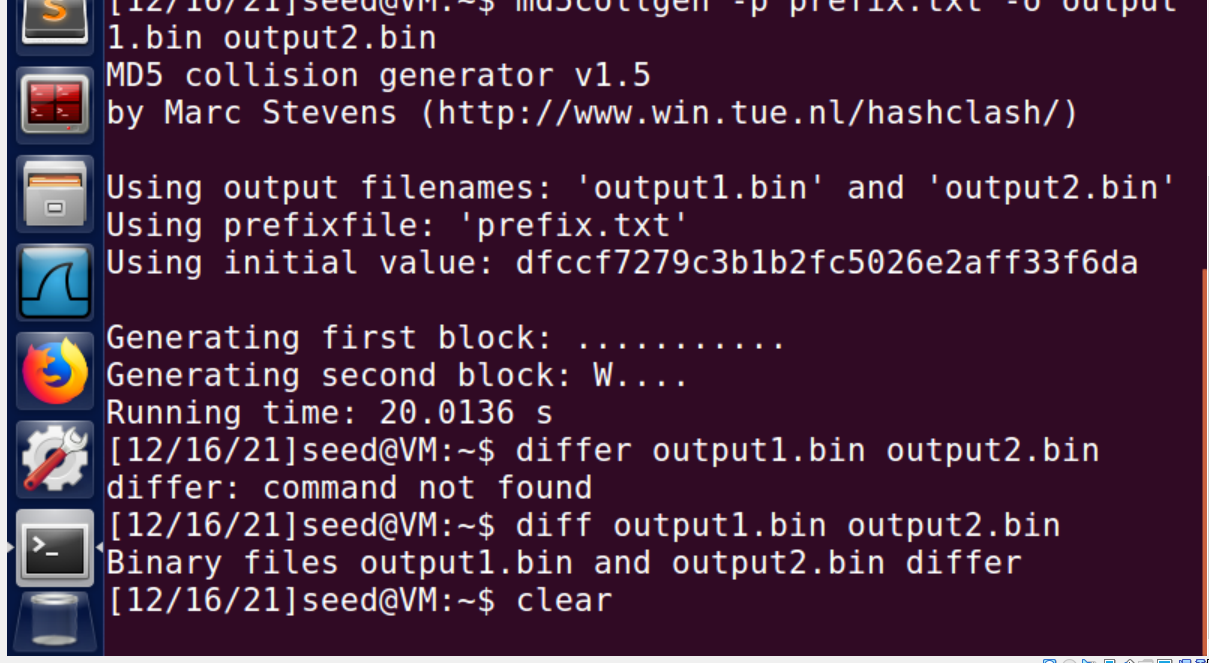 [12/16/21]seed@VM:~$ md5collgen -p prefix.txt -o output
1.bin output2.bin
MD5 collision generator v1.5
by Marc Stevens (http://www.win.tue.nl/hashclash/)
Using output filenames: 'output1.bin' and 'output2.bin'
Using prefixfile: 'prefix.txt'
Using initial value: dfccf7279c3b1b2fc5026e2aff33f6da
Generating first block: ...........
Generating second block: W....
Running time: 20.0136 s
[12/16/21]seed@VM:~$ differ output1.bin output2.bin
differ: command not found
[12/16/21]seed@VM:~$ diff output1.bin output2.bin
Binary files output1.bin and output2.bin differ
[12/16/21]seed@VM:~$ clear